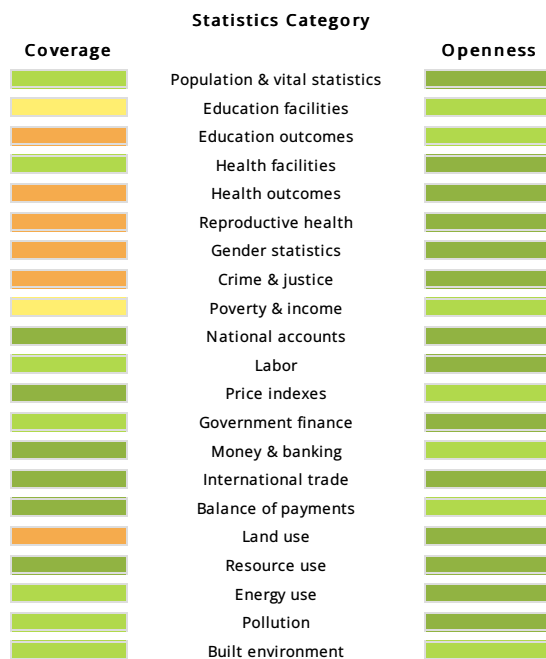 Statistics Category
Coverage Openness
Population & vital statistics
Education facilities
Education outcomes
Health facilities
Health outcomes
Reproductive health
Gender statistics
Crime & justice
Poverty & income
National accounts
Labor
Price indexes
Government finance
Money & banking
International trade
Balance of payments
Land use
Resource use
Energy use
Pollution
Built environment